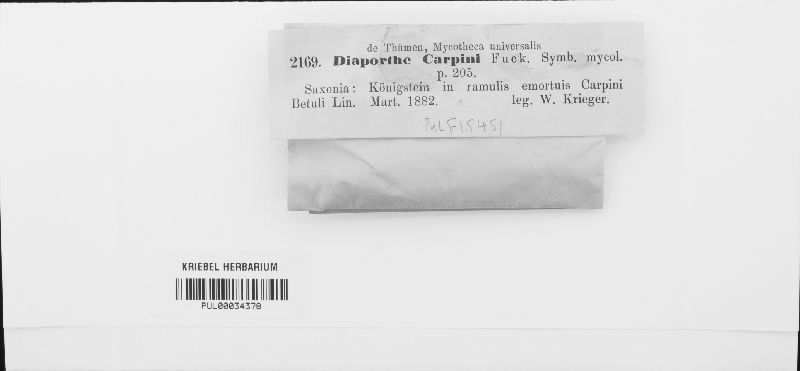 de Thümen, Mycotheca universalis
2169. Diaporthe Carpini Fuck. Symb. mycol.
p. 205.
Saxonia: Königstein in ramulis emortuis Carpini
Betuli Lin. Mart. 1882. leg. W. Krieger.
PULF15451
KRIEBEL HERBARIUM
PUL00034378